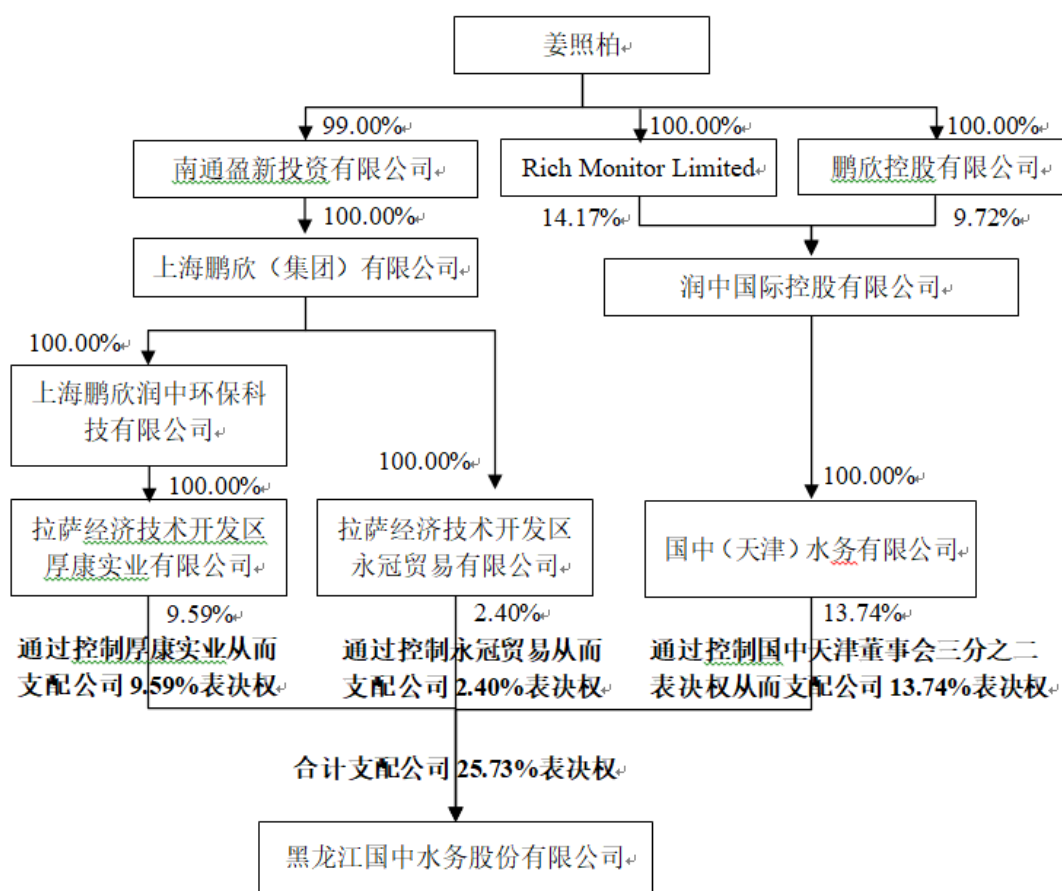 姜照柏
99.00%
100.00%
100.00%
南通盈新投资有限公司
Rich Monitor Limited
鹏欣控股有限公司
100.00%
14.17%
9.72%
上海鹏欣（集团）有限公司
润中国际控股有限公司
100.00%
上海鹏欣润中环保科
技有限公司
100.00%
100.00%
100.00%
拉萨经济技术开发区
厚康实业有限公司
拉萨经济技术开发区
永冠贸易有限公司
国中（天津）水务有限公司
9.59%
2.40%
13.74%
通过控制厚康实业从而
支配公司 9.59%表决权
通过控制永冠贸易从而
支配公司 2.40%表决权
通过控制国中天津董事会三分之二
表决权从而支配公司 13.74%表决权
合计支配公司 25.73%表决权
黑龙江国中水务股份有限公司